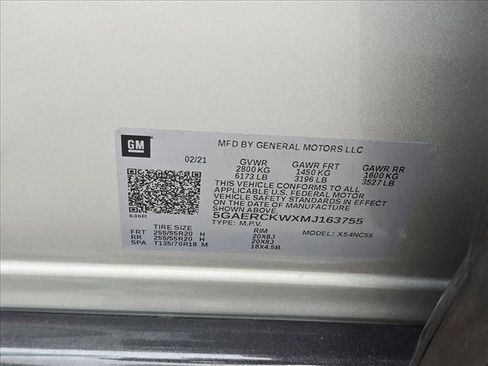 GM
MFD BY GENERAL MOTORS LLC
02/21 GVWR GAWR FRT GAWR RR
2800 KG 1450 KG 1600 KG
6173 LB 3196 LB 3527 LB
THIS VEHICLE CONFORMS TO ALL
APPLICABLE U.S. FEDERAL MOTOR
VEHICLE SAFETY STANDARDS IN EFFECT
ON THE DATE OF MANUFACTURE
636R 5GAERCKWXMJ163755
TYPE: M.P.V. MODEL: X54NC56
TIRE SIZE RIM
FRT 255/55R20 H 20X8J
RR 255/55R20 H 20X8J
SPA T135/70R18 M 18X4.5B